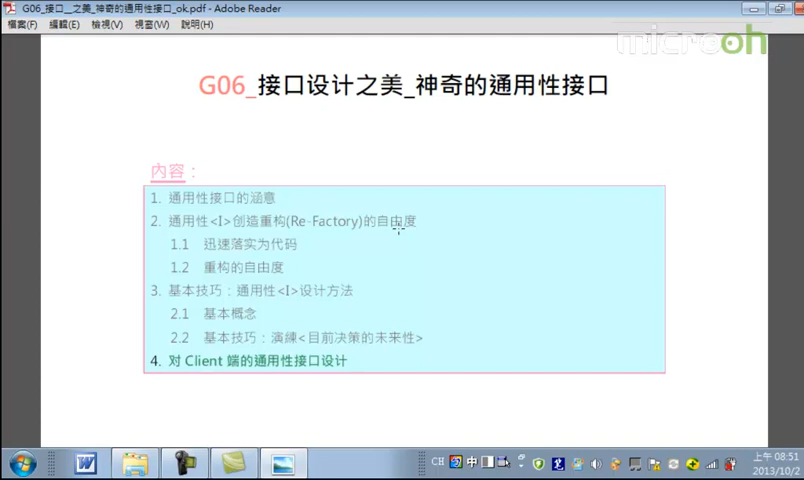 G06_接口__之美_神奇的通用性接口_ok.pdf - Adobe Reader
檔案(F) 編輯(E) 檢視(V) 視窗(W) 說明(H)
microoh
G06_接口设计之美_神奇的通用性接口
内容：
1. 通用性接口的涵意
2. 通用性<I>创造重构(Re-Factory)的自由度
1.1 迅速落实为代码
1.2 重构的自由度
3. 基本技巧：通用性<I>设计方法
2.1 基本概念
2.2 基本技巧：演練<目前决策的未来性>
4. 对 Client 端的通用性接口设计
CH 中
上午 08:51
2013/10/2